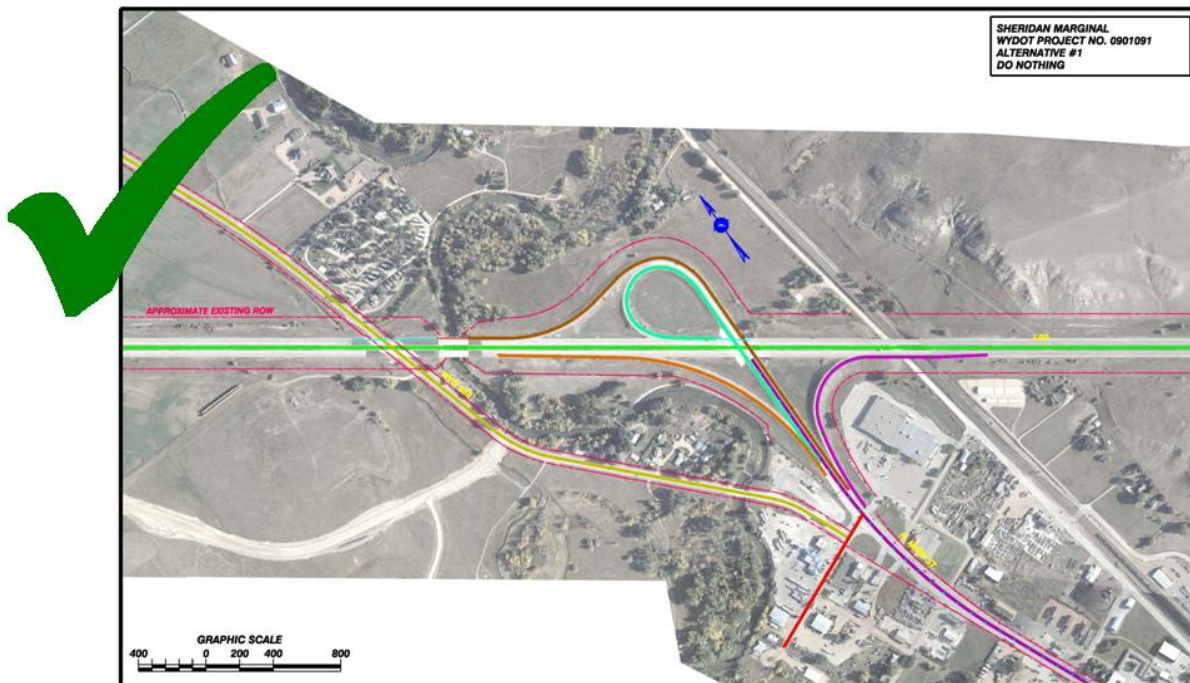 SHERIDAN MARGINAL
WYDOT PROJECT NO. 0901091
ALTERNATIVE #1
DO NOTHING
APPROXIMATE EXISTING ROW
I-90
GRAPHIC SCALE
400 0 200 400 800